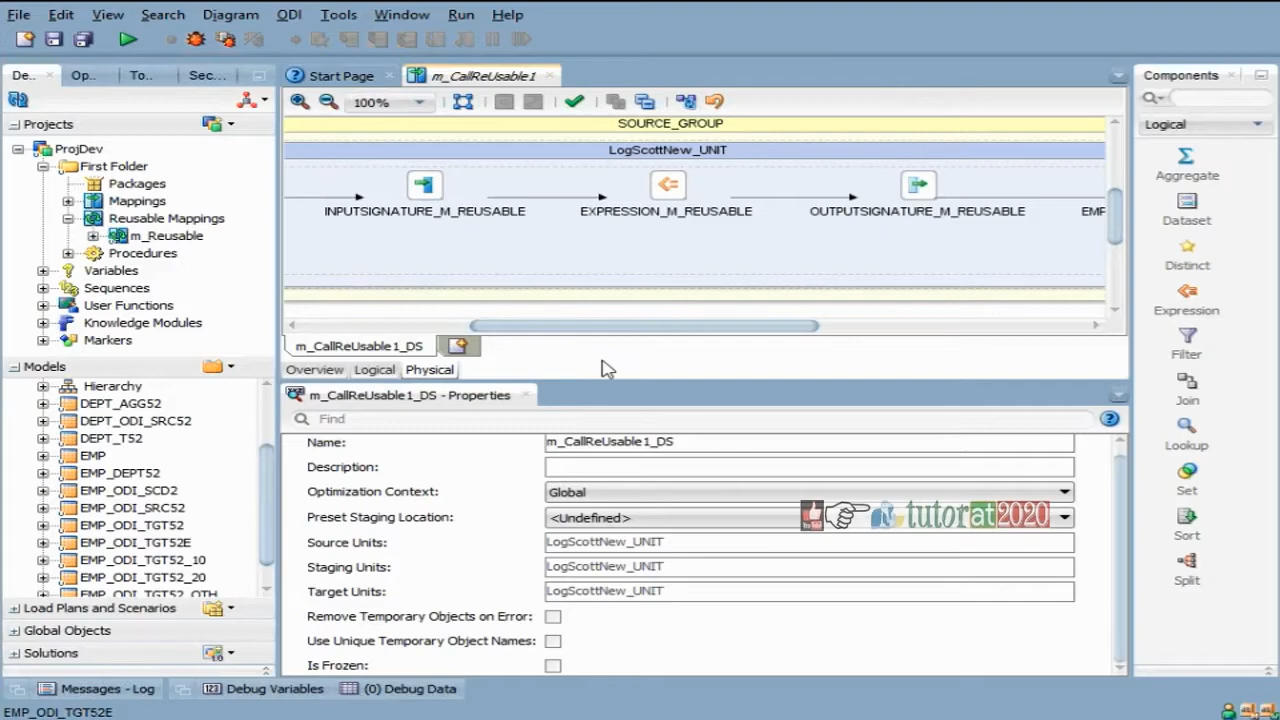 File Edit View Search Diagram ODI Tools Window Run Help
De.. Op.. To.. Sec...
Start Page m_CallReUsable1
Components
100%
Logical
SOURCE_GROUP
LogScottNew_UNIT
INPUTSIGNATURE_M_REUSABLE EXPRESSION_M_REUSABLE OUTPUTSIGNATURE_M_REUSABLE EMP
m_CallReUsable1_DS
Overview Logical Physical
Projects
ProjDev
First Folder
Packages
Mappings
Reusable Mappings
m_Reusable
Procedures
Variables
Sequences
User Functions
Knowledge Modules
Markers
Models
Hierarchy
DEPT_AGG52
DEPT_ODI_SRC52
DEPT_T52
EMP
EMP_DEPT52
EMP_ODI_SCD2
EMP_ODI_SRC52
EMP_ODI_TGT52
EMP_ODI_TGT52E
EMP_ODI_TGT52_10
EMP_ODI_TGT52_20
EMP_ODI_TGT52_OTH
Load Plans and Scenarios
Global Objects
Solutions
m_CallReUsable1_DS - Properties
Find
Name: m_CallReUsable1_DS
Description:
Optimization Context: Global
Preset Staging Location: <Undefined>
tutorat2020
Source Units: LogScottNew_UNIT
Staging Units: LogScottNew_UNIT
Target Units: LogScottNew_UNIT
Remove Temporary Objects on Error:
Use Unique Temporary Object Names:
Is Frozen:
Aggregate
Dataset
Distinct
Expression
Filter
Join
Lookup
Set
Sort
Split
Messages - Log Debug Variables (0) Debug Data
EMP_ODI_TGT52E